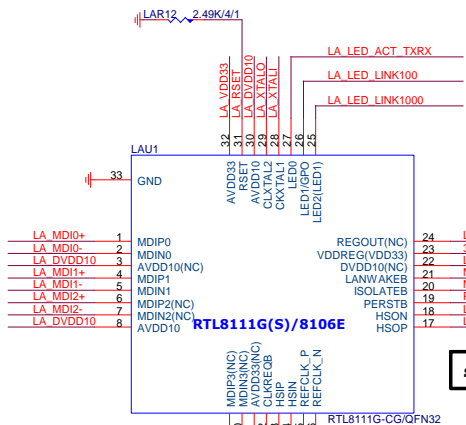 LAR12 2.49K/4/1
LA_LED_ACT_TXRX
LA_LED_LINK100
LA_LED_LINK1000
LA_VDD33
LA_RSET
LA_DVDD10
LA_XTALO
LA_XTALI
32
31
30
29
28
27
26
25
LAU1
33
GND
AVDD33
RSET
AVDD10
CLXTAL2
CKXTAL1
LED0
LED1/GPO
LED2(LED1)
LA_MDI0+ 1 MDIP0
LA_MDI0- 2 MDIN0
LA_DVDD10 3 AVDD10(NC)
LA_MDI1+ 4 MDIP1
LA_MDI1- 5 MDIN1
LA_MDI2+ 6 MDIP2(NC)
LA_MDI2- 7 MDIN2(NC)
LA_DVDD10 8 AVDD10
REGOUT(NC) 24
VDDREG(VDD33) 23
DVDD10(NC) 22
LANWAKEB 21
ISOLATEB 20
PERSTB 19
HSON 18
HSOP 17
RTL8111G(S)/8106E
MDIP3(NC)
MDIN3(NC)
AVDD33(NC)
CLKREQB
HSIP
HSIN
REFCLK_P
REFCLK_N
RTL8111G-CG/QFN32